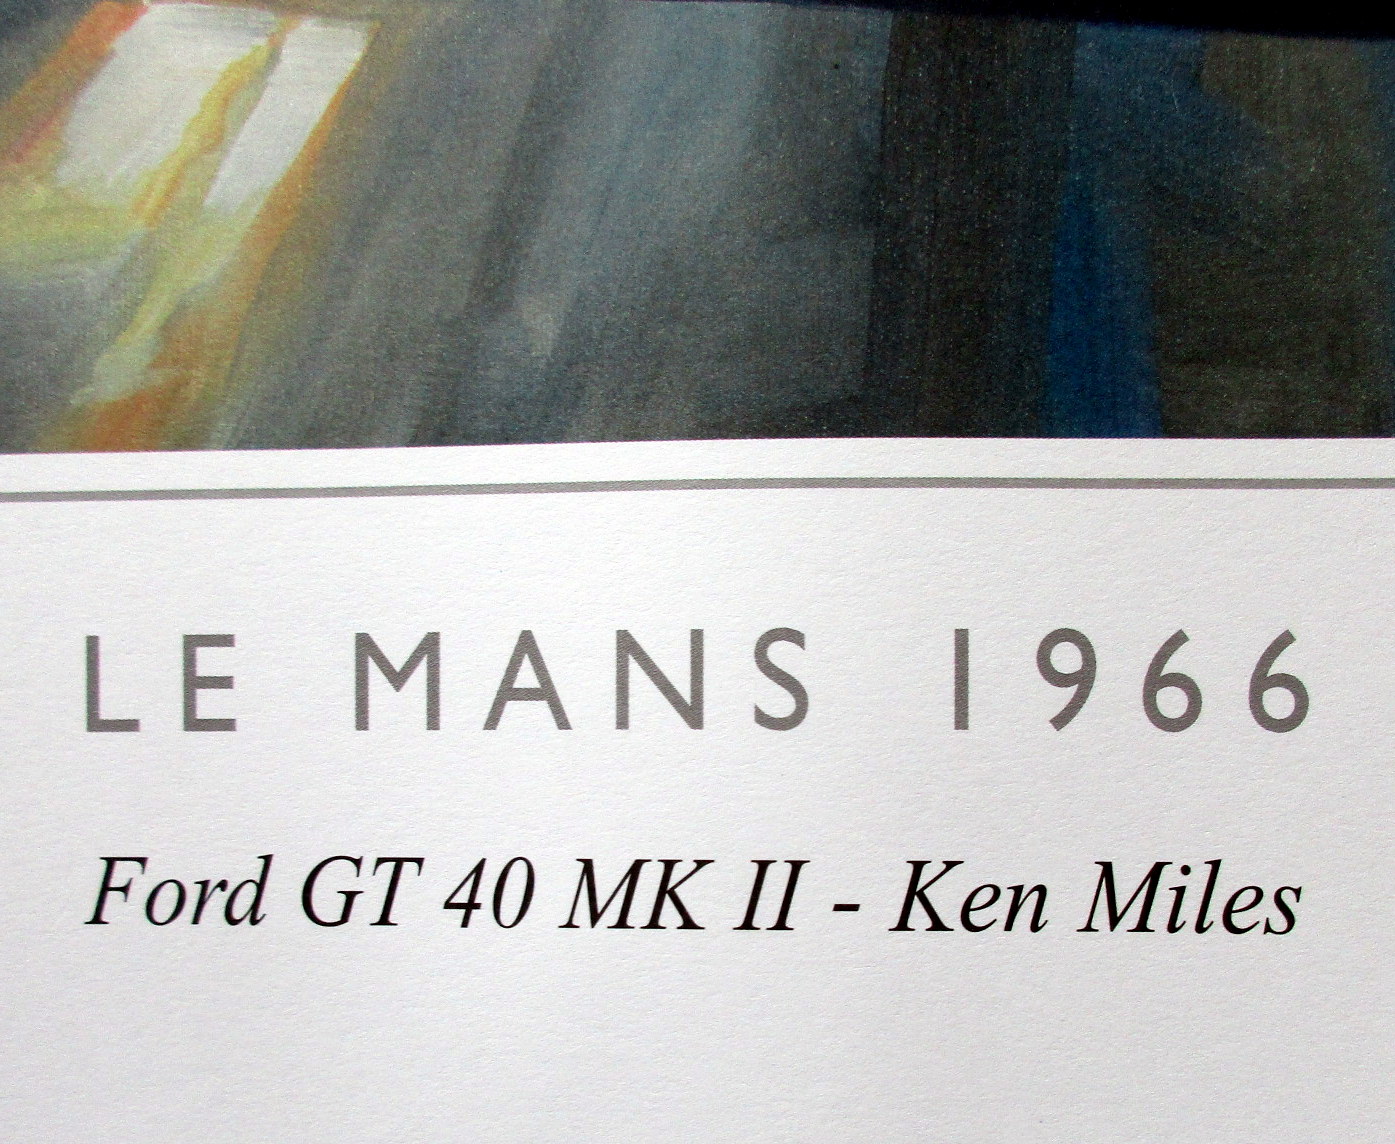 LE MANS 1966
Ford GT 40 MK II - Ken Miles